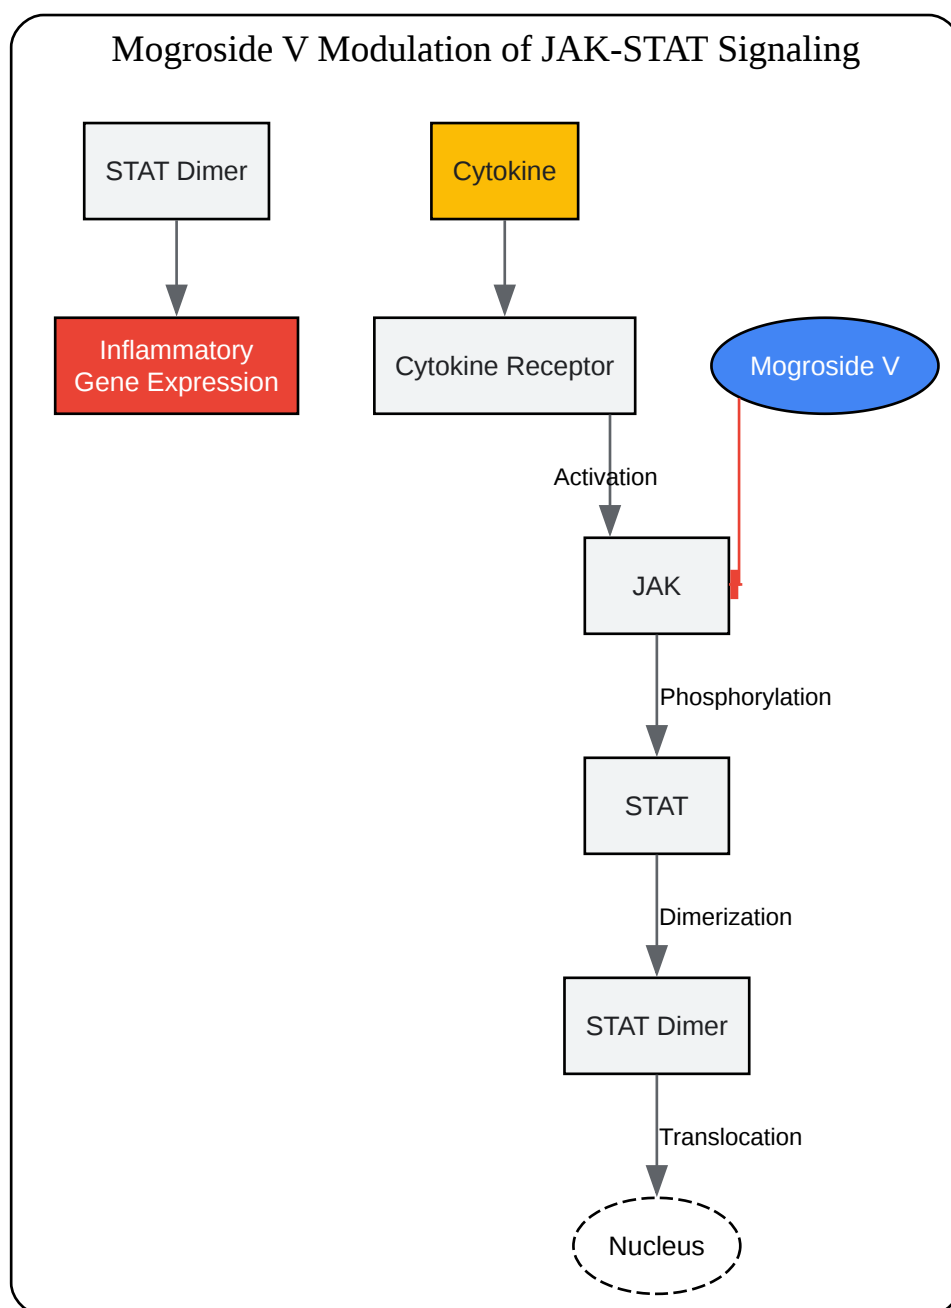 Mogroside V Modulation of JAK-STAT Signaling
STAT Dimer
Cytokine
Inflammatory
Gene Expression
Cytokine Receptor
Mogroside V
Activation
JAK
Phosphorylation
STAT
Dimerization
STAT Dimer
Translocation
Nucleus